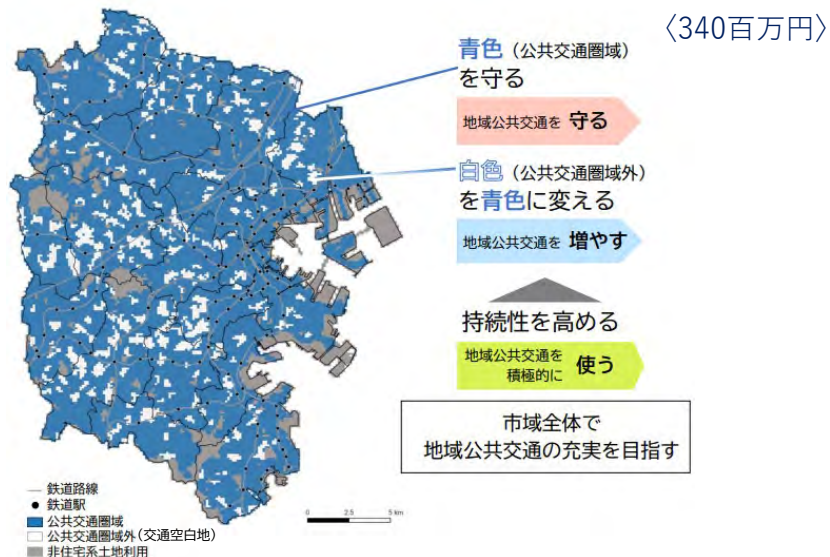 〈340百万円〉
青色（公共交通圏域）
を守る
地域公共交通を 守る
白色（公共交通圏域外）
を青色に変える
地域公共交通を 増やす
持続性を高める
地域公共交通を
積極的に 使う
市域全体で
地域公共交通の充実を目指す
鉄道路線
鉄道駅
公共交通圏域
公共交通圏域外(交通空白地)
非住宅系土地利用
0 2.5 5 km